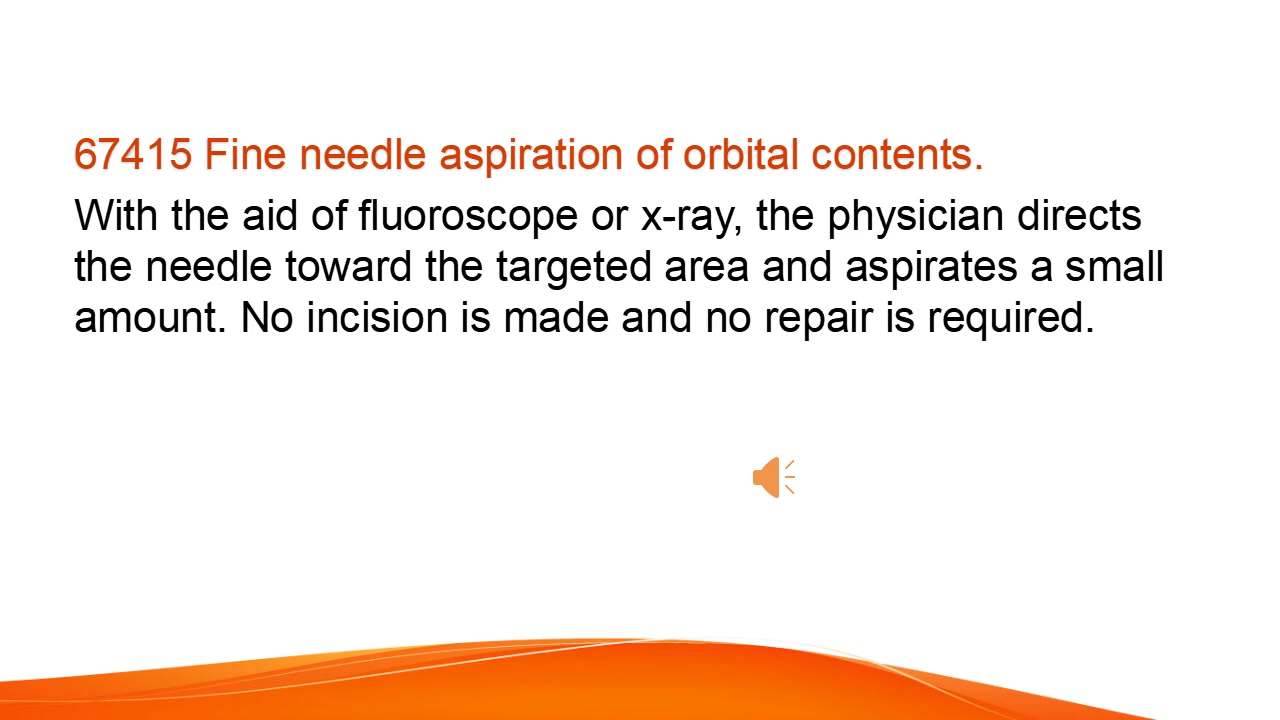 67415 Fine needle aspiration of orbital contents.
With the aid of fluoroscope or x-ray, the physician directs
the needle toward the targeted area and aspirates a small
amount. No incision is made and no repair is required.